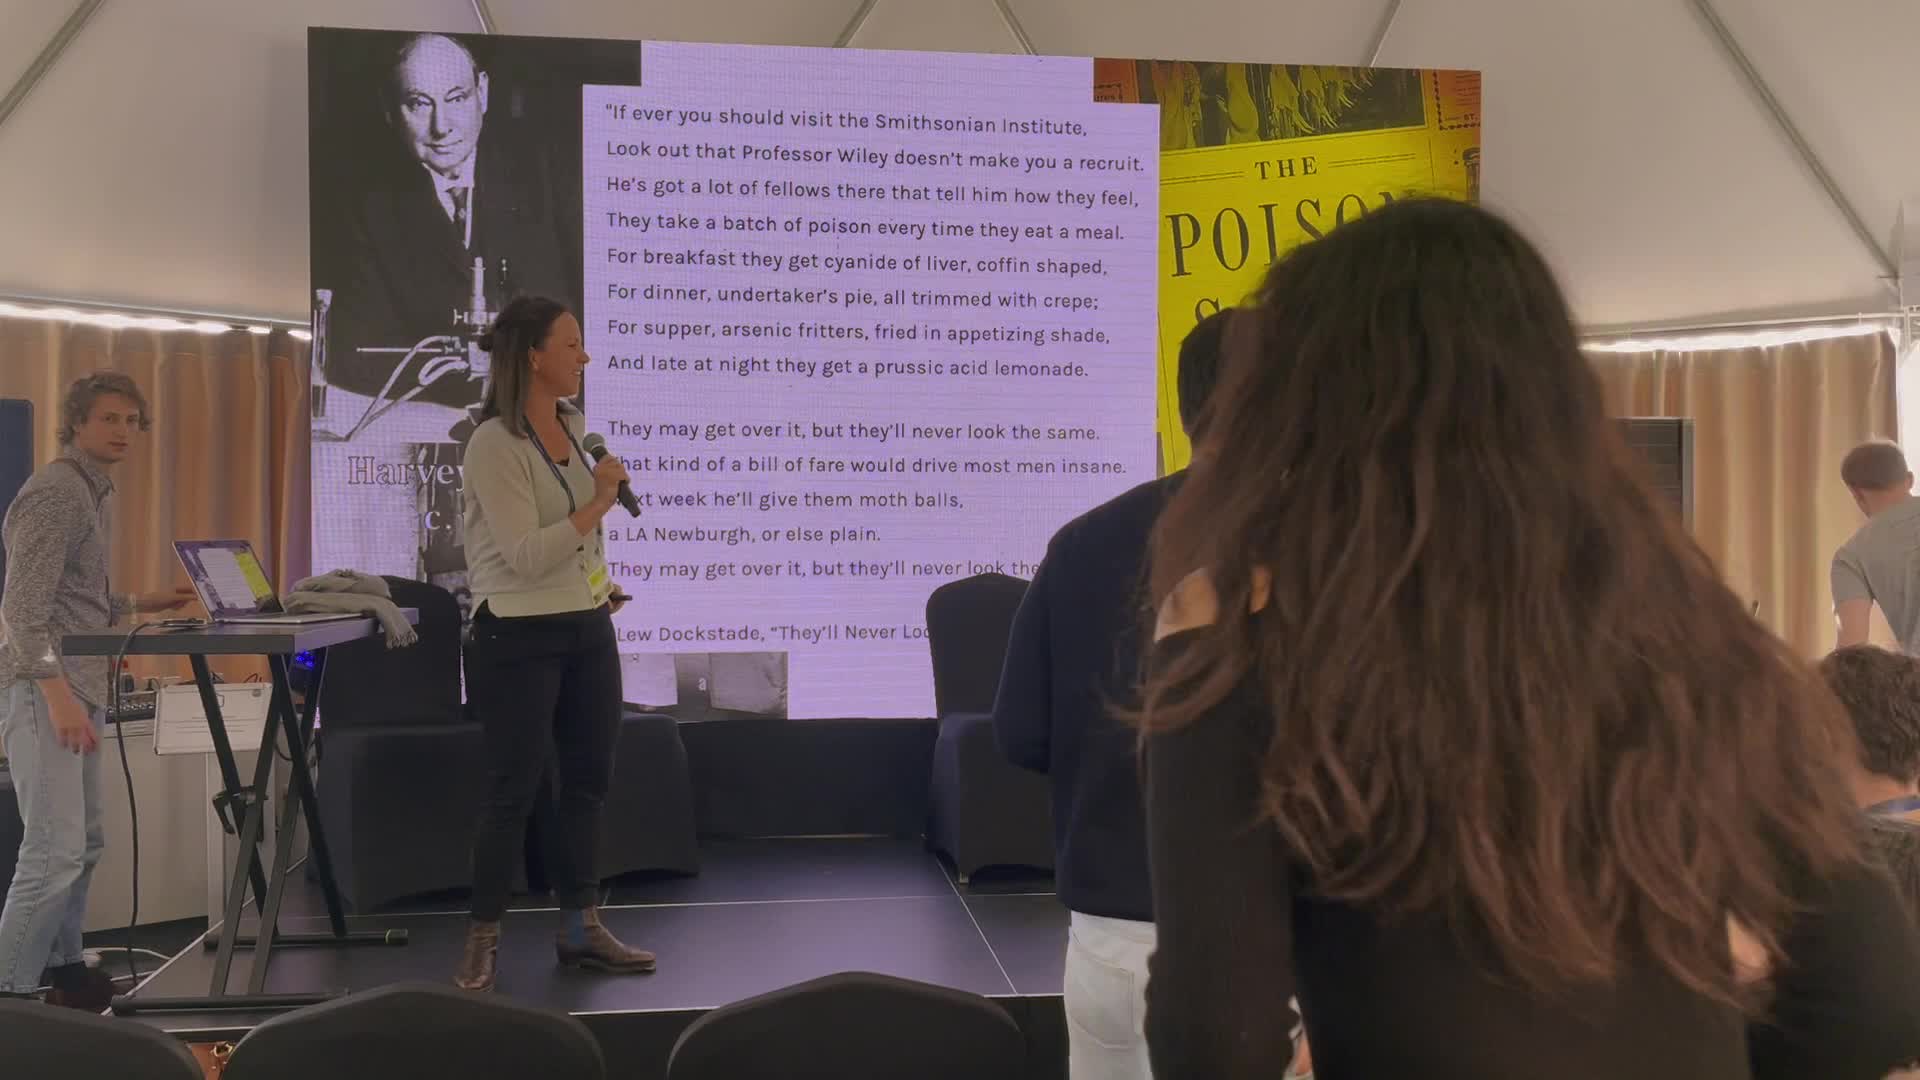 "If ever you should visit the Smithsonian Institute,
Look out that Professor Wiley doesn't make you a recruit.
He's got a lot of fellows there that tell him how they feel,
They take a batch of poison every time they eat a meal.
For breakfast they get cyanide of liver, coffin shaped,
For dinner, undertaker's pie, all trimmed with crepe;
For supper, arsenic fritters, fried in appetizing shade,
And late at night they get a prussic acid lemonade.
They may get over it, but they'll never look the same.
kind of a bill of fare would drive most men insane.
week he'll give them moth balls,
a LA Newburgh, or else plain.
They may get over it, but they'll never look the
Lew Dockstade, "They'll Never
Harvey
THE
POISON
ST.